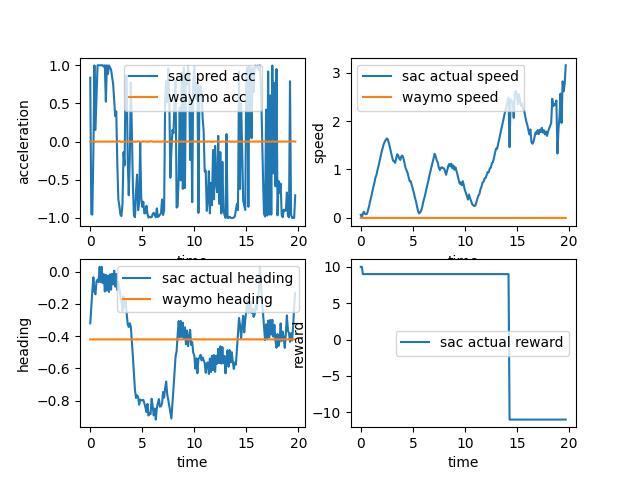 acceleration
1.0
0.5
0.0
−0.5
−1.0
sac pred acc
waymo acc
0 5 10 15 20
time
speed
3
2
1
0
sac actual speed
waymo speed
0 5 10 15 20
time
heading
0.0
−0.2
−0.4
−0.6
−0.8
sac actual heading
waymo heading
0 5 10 15 20
time
reward
10
5
0
−5
−10
sac actual reward
0 5 10 15 20
time